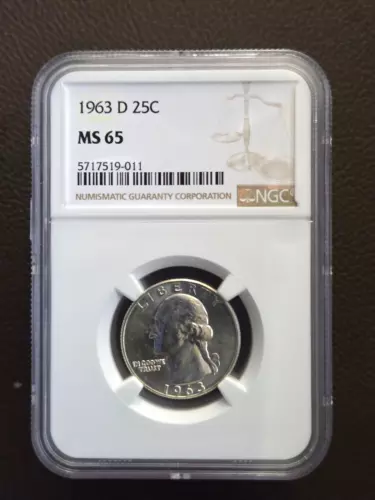 1963 D 25C
MS 65
5717519-011
NUMISMATIC GUARANTY CORPORATION
NGC
LIBERTY
IN GOD WE
TRUST
1963